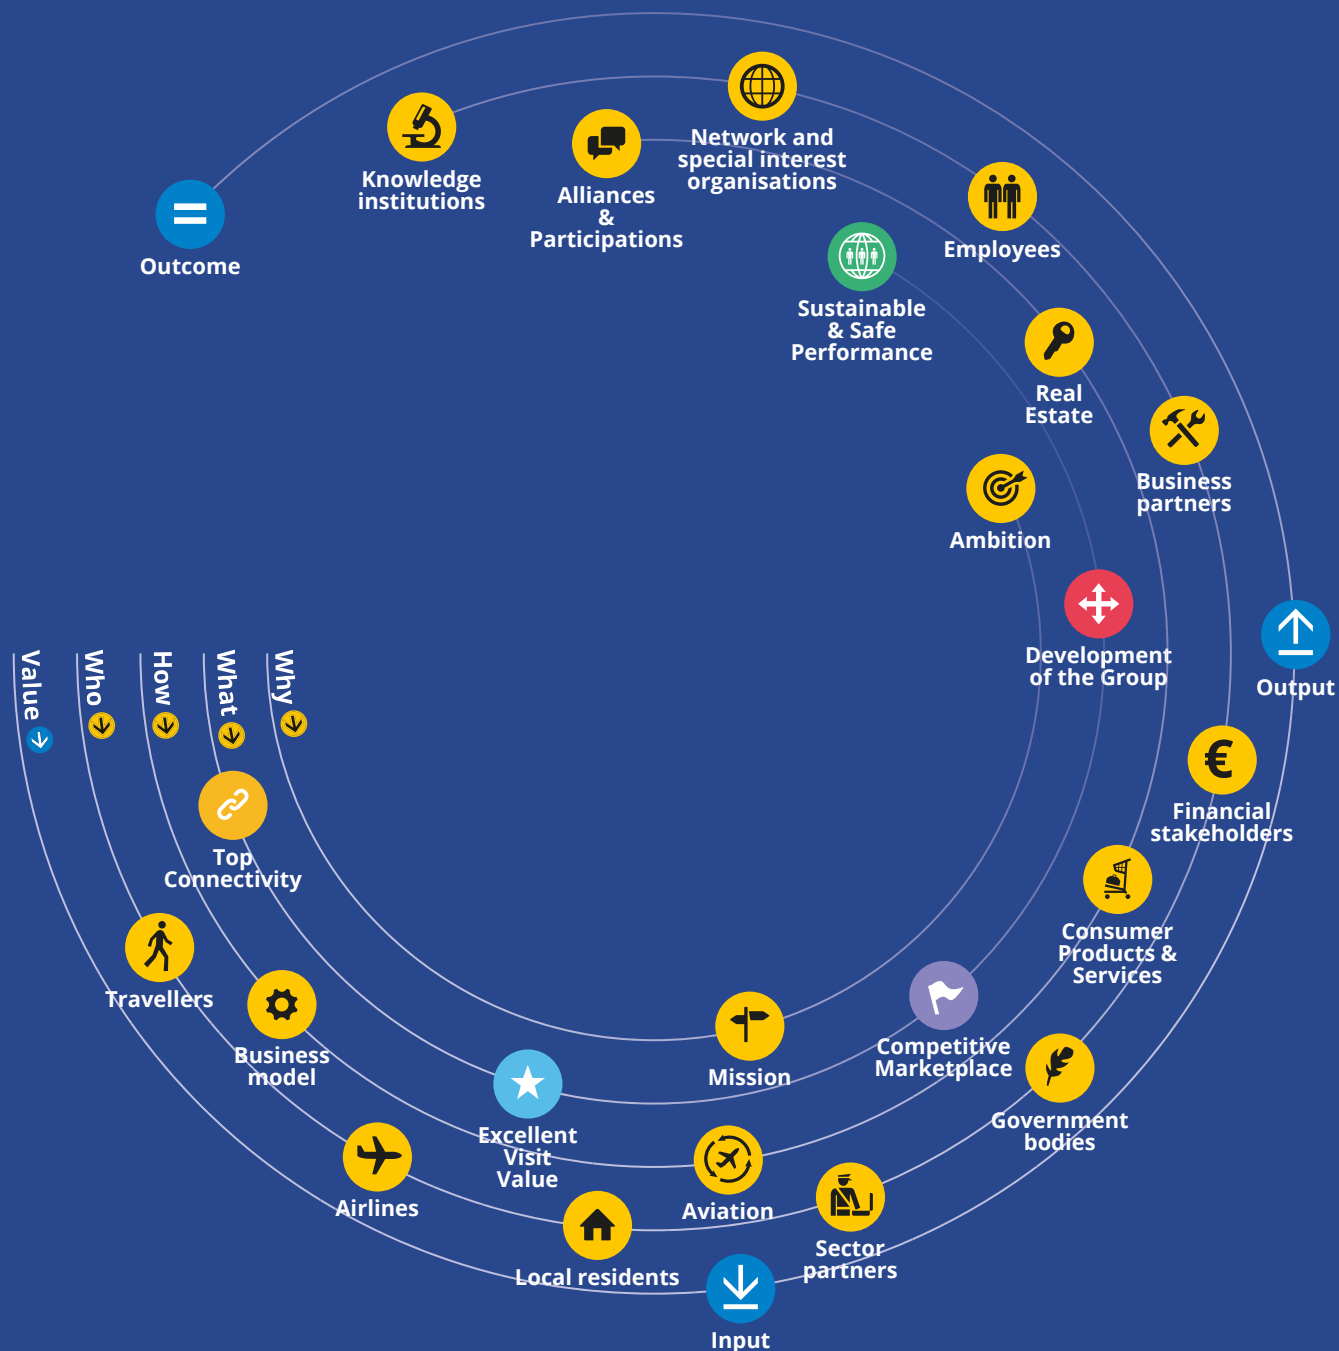 Network and
special interest
organisations
Knowledge
institutions
Alliances
&
Participations
Employees
Outcome
Sustainable
& Safe
Performance
Real
Estate
Business
partners
Ambition
Development
of the Group
Output
Value
Who
How
What
Why
Financial
stakeholders
Top
Connectivity
Consumer
Products &
Services
Travellers
Business
model
Competitive
Marketplace
Mission
Government
bodies
Excellent
Visit
Value
Airlines
Aviation
Sector
partners
Local residents
Input